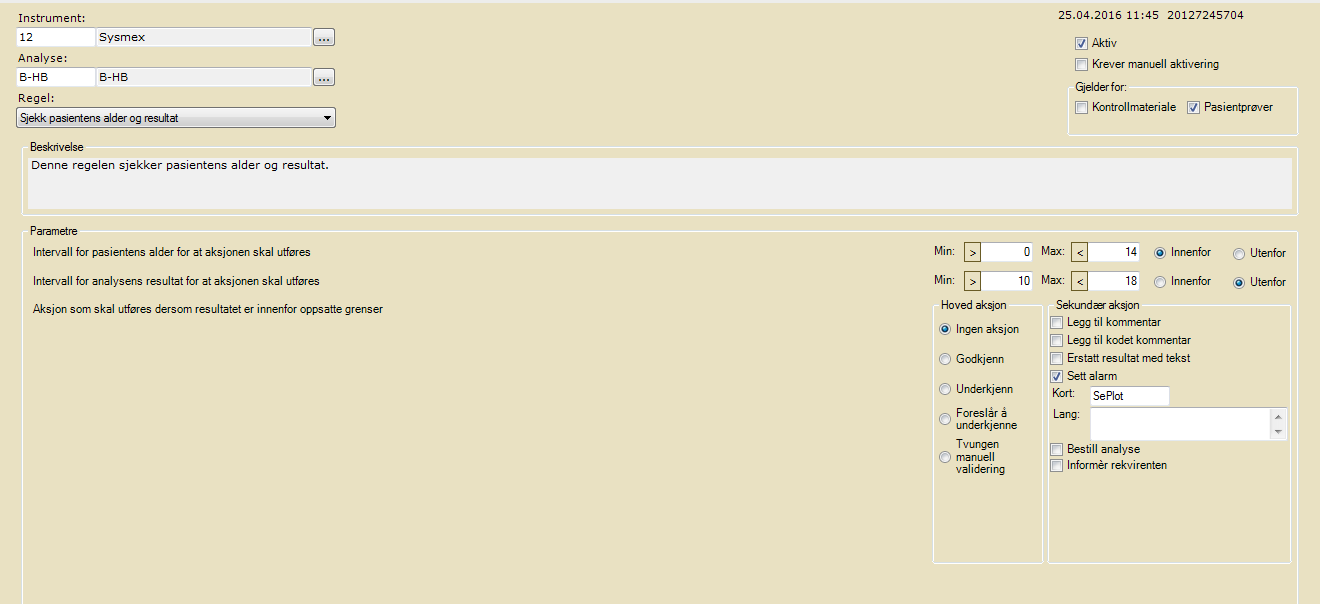 Instrument:
12 Sysmex ...
Analyse:
B-HB B-HB ...
Regel:
Sjekk pasientens alder og resultat
25.04.2016 11:45 20127245704
Aktiv
Krever manuell aktivering
Gjelder for:
Kontrollmateriale Pasientprøver
Beskrivelse
Denne regelen sjekker pasientens alder og resultat.
Parametre
Intervall for pasientens alder for at aksjonen skal utføres Min: > 0 Max: < 14 Innenfor Utenfor
Intervall for analysens resultat for at aksjonen skal utføres Min: > 10 Max: < 18 Innenfor Utenfor
Aksjon som skal utføres dersom resultatet er innenfor oppsatte grenser
Hoved aksjon
Ingen aksjon
Godkjenn
Underkjenn
Foreslår å
underkjenne
Tvungen
manuell
validering
Sekundær aksjon
Legg til kommentar
Legg til kodet kommentar
Erstatt resultat med tekst
Sett alarm
Kort: SePlot
Lang:
Bestill analyse
Informèr rekvirenten